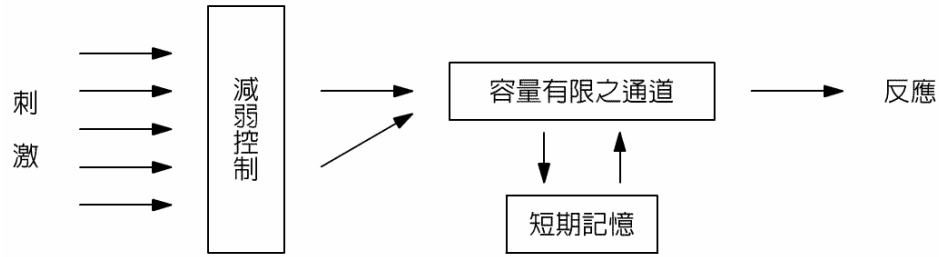 刺激
減弱控制
容量有限之通道
反應
短期記憶